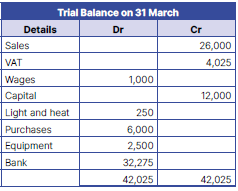 Trial Balance on 31 March
Details Dr Cr
Sales 26,000
VAT 4,025
Wages 1,000
Capital 12,000
Light and heat 250
Purchases 6,000
Equipment 2,500
Bank 32,275
42,025 42,025